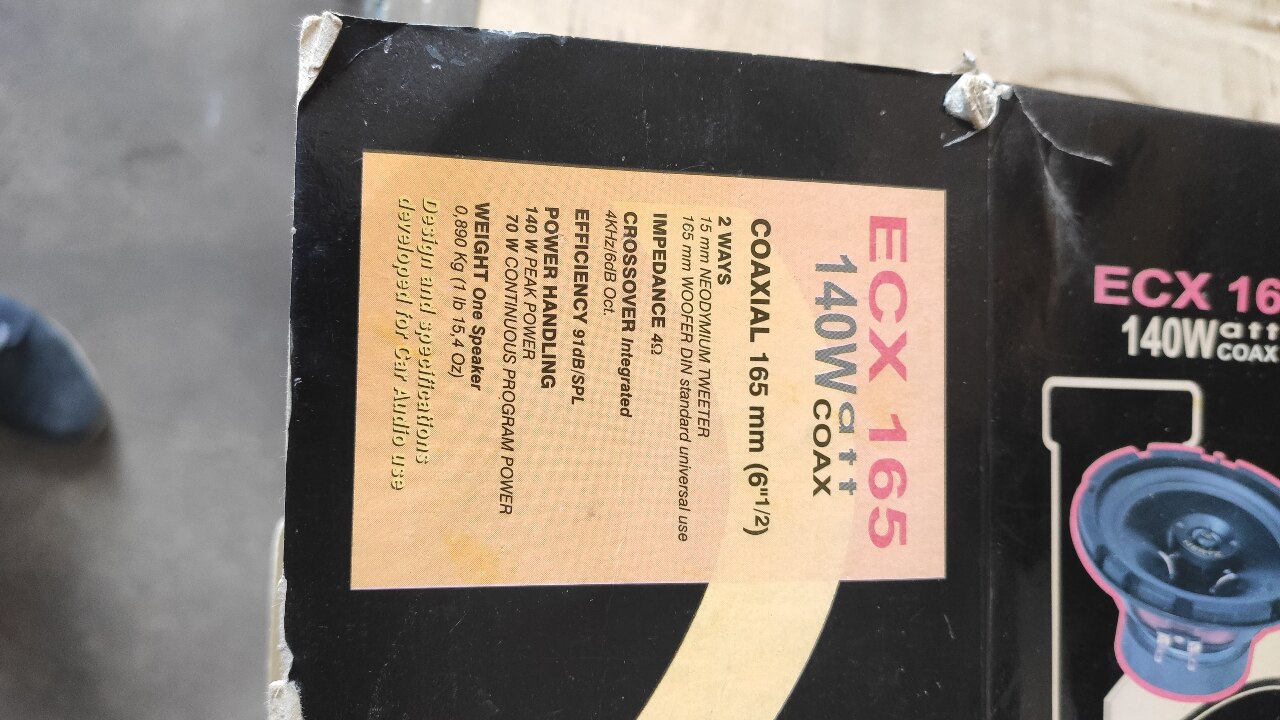 ECX 165
140Watt
COAX
COAXIAL 165 mm (6"1/2)
2 WAYS
15 mm NEODYMIUM TWEETER
165 mm WOOFER DIN standard universal use
IMPEDANCE 4Ω
CROSSOVER Integrated
4KHz/6dB Oct.
EFFICIENCY 91dB/SPL
POWER HANDLING
140 W PEAK POWER
70 W CONTINUOUS PROGRAM POWER
WEIGHT One Speaker
0,890 Kg (1 lb 15,4 Oz)
Design and specifications
developed for Car Audio use
ECX 16
140Watt
COAX